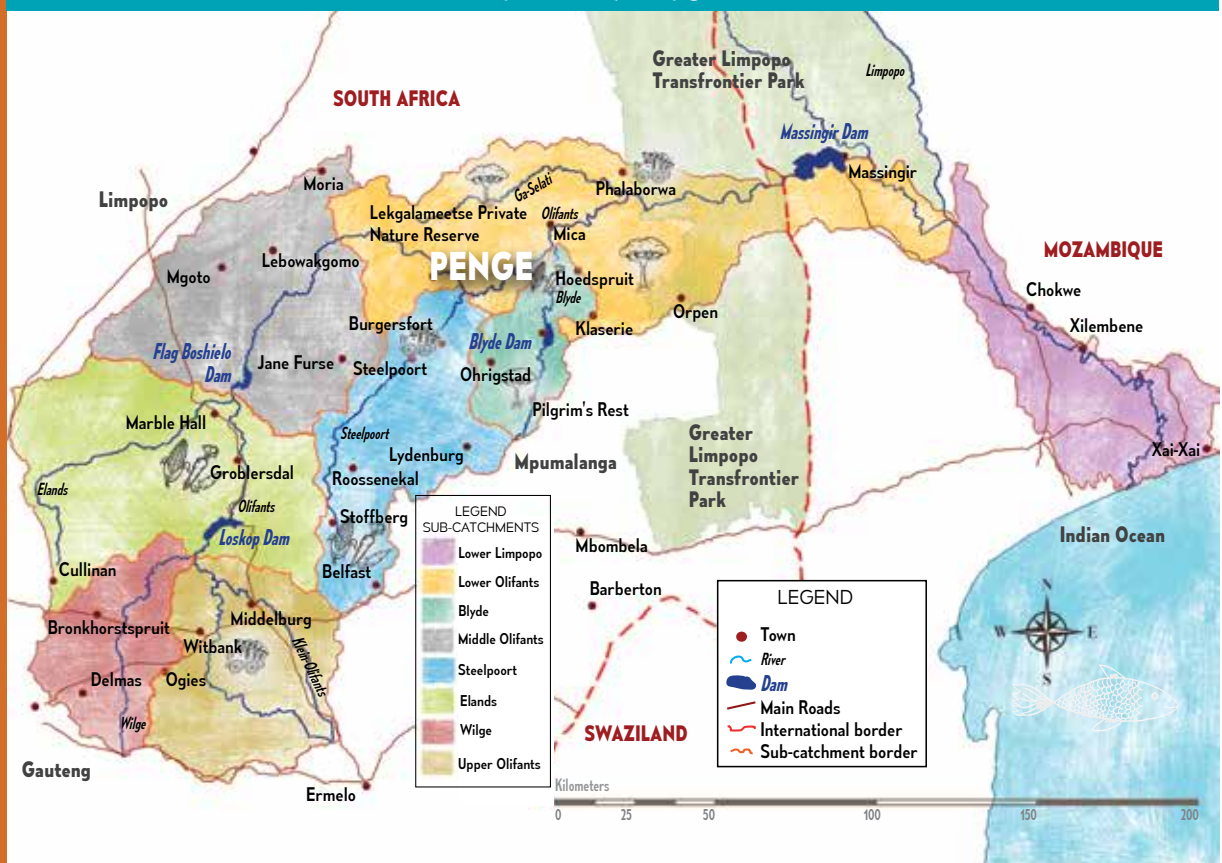 Greater Limpopo
Transfrontier Park
Limpopo
SOUTH AFRICA
Massingir Dam
Massingir
Limpopo
Moria
Ga-Selati
Phalaborwa
Lekgalameetse Private
Nature Reserve
Olifants
Mica
MOZAMBIQUE
Lebowakgomo
Mgoto
PENGE
Hoedspruit
Blyde
Chokwe
Orpen
Xilembene
Burgersfort
Klaserie
Flag Boshielo
Dam
Jane Furse
Steelpoort
Blyde Dam
Ohrigstad
Marble Hall
Pilgrim's Rest
Steelpoort
Greater
Limpopo
Transfrontier
Park
Lydenburg
Mpumalanga
Xai-Xai
Groblersdal
Roossenekal
Elands
Olifants
Stoffberg
Loskop Dam
Mbombela
Indian Ocean
Cullinan
Belfast
Barberton
Bronkhorstspruit
Middelburg
Witbank
Klein-Olifants
Delmas
Ogies
Wilge
Gauteng
Ermelo
SWAZILAND
LEGEND
SUB-CATCHMENTS
Lower Limpopo
Lower Olifants
Blyde
Middle Olifants
Steelpoort
Elands
Wilge
Upper Olifants
LEGEND
Town
River
Dam
Main Roads
International border
Sub-catchment border
N
W
E
S
Kilometers
0 25 50 100 150 200